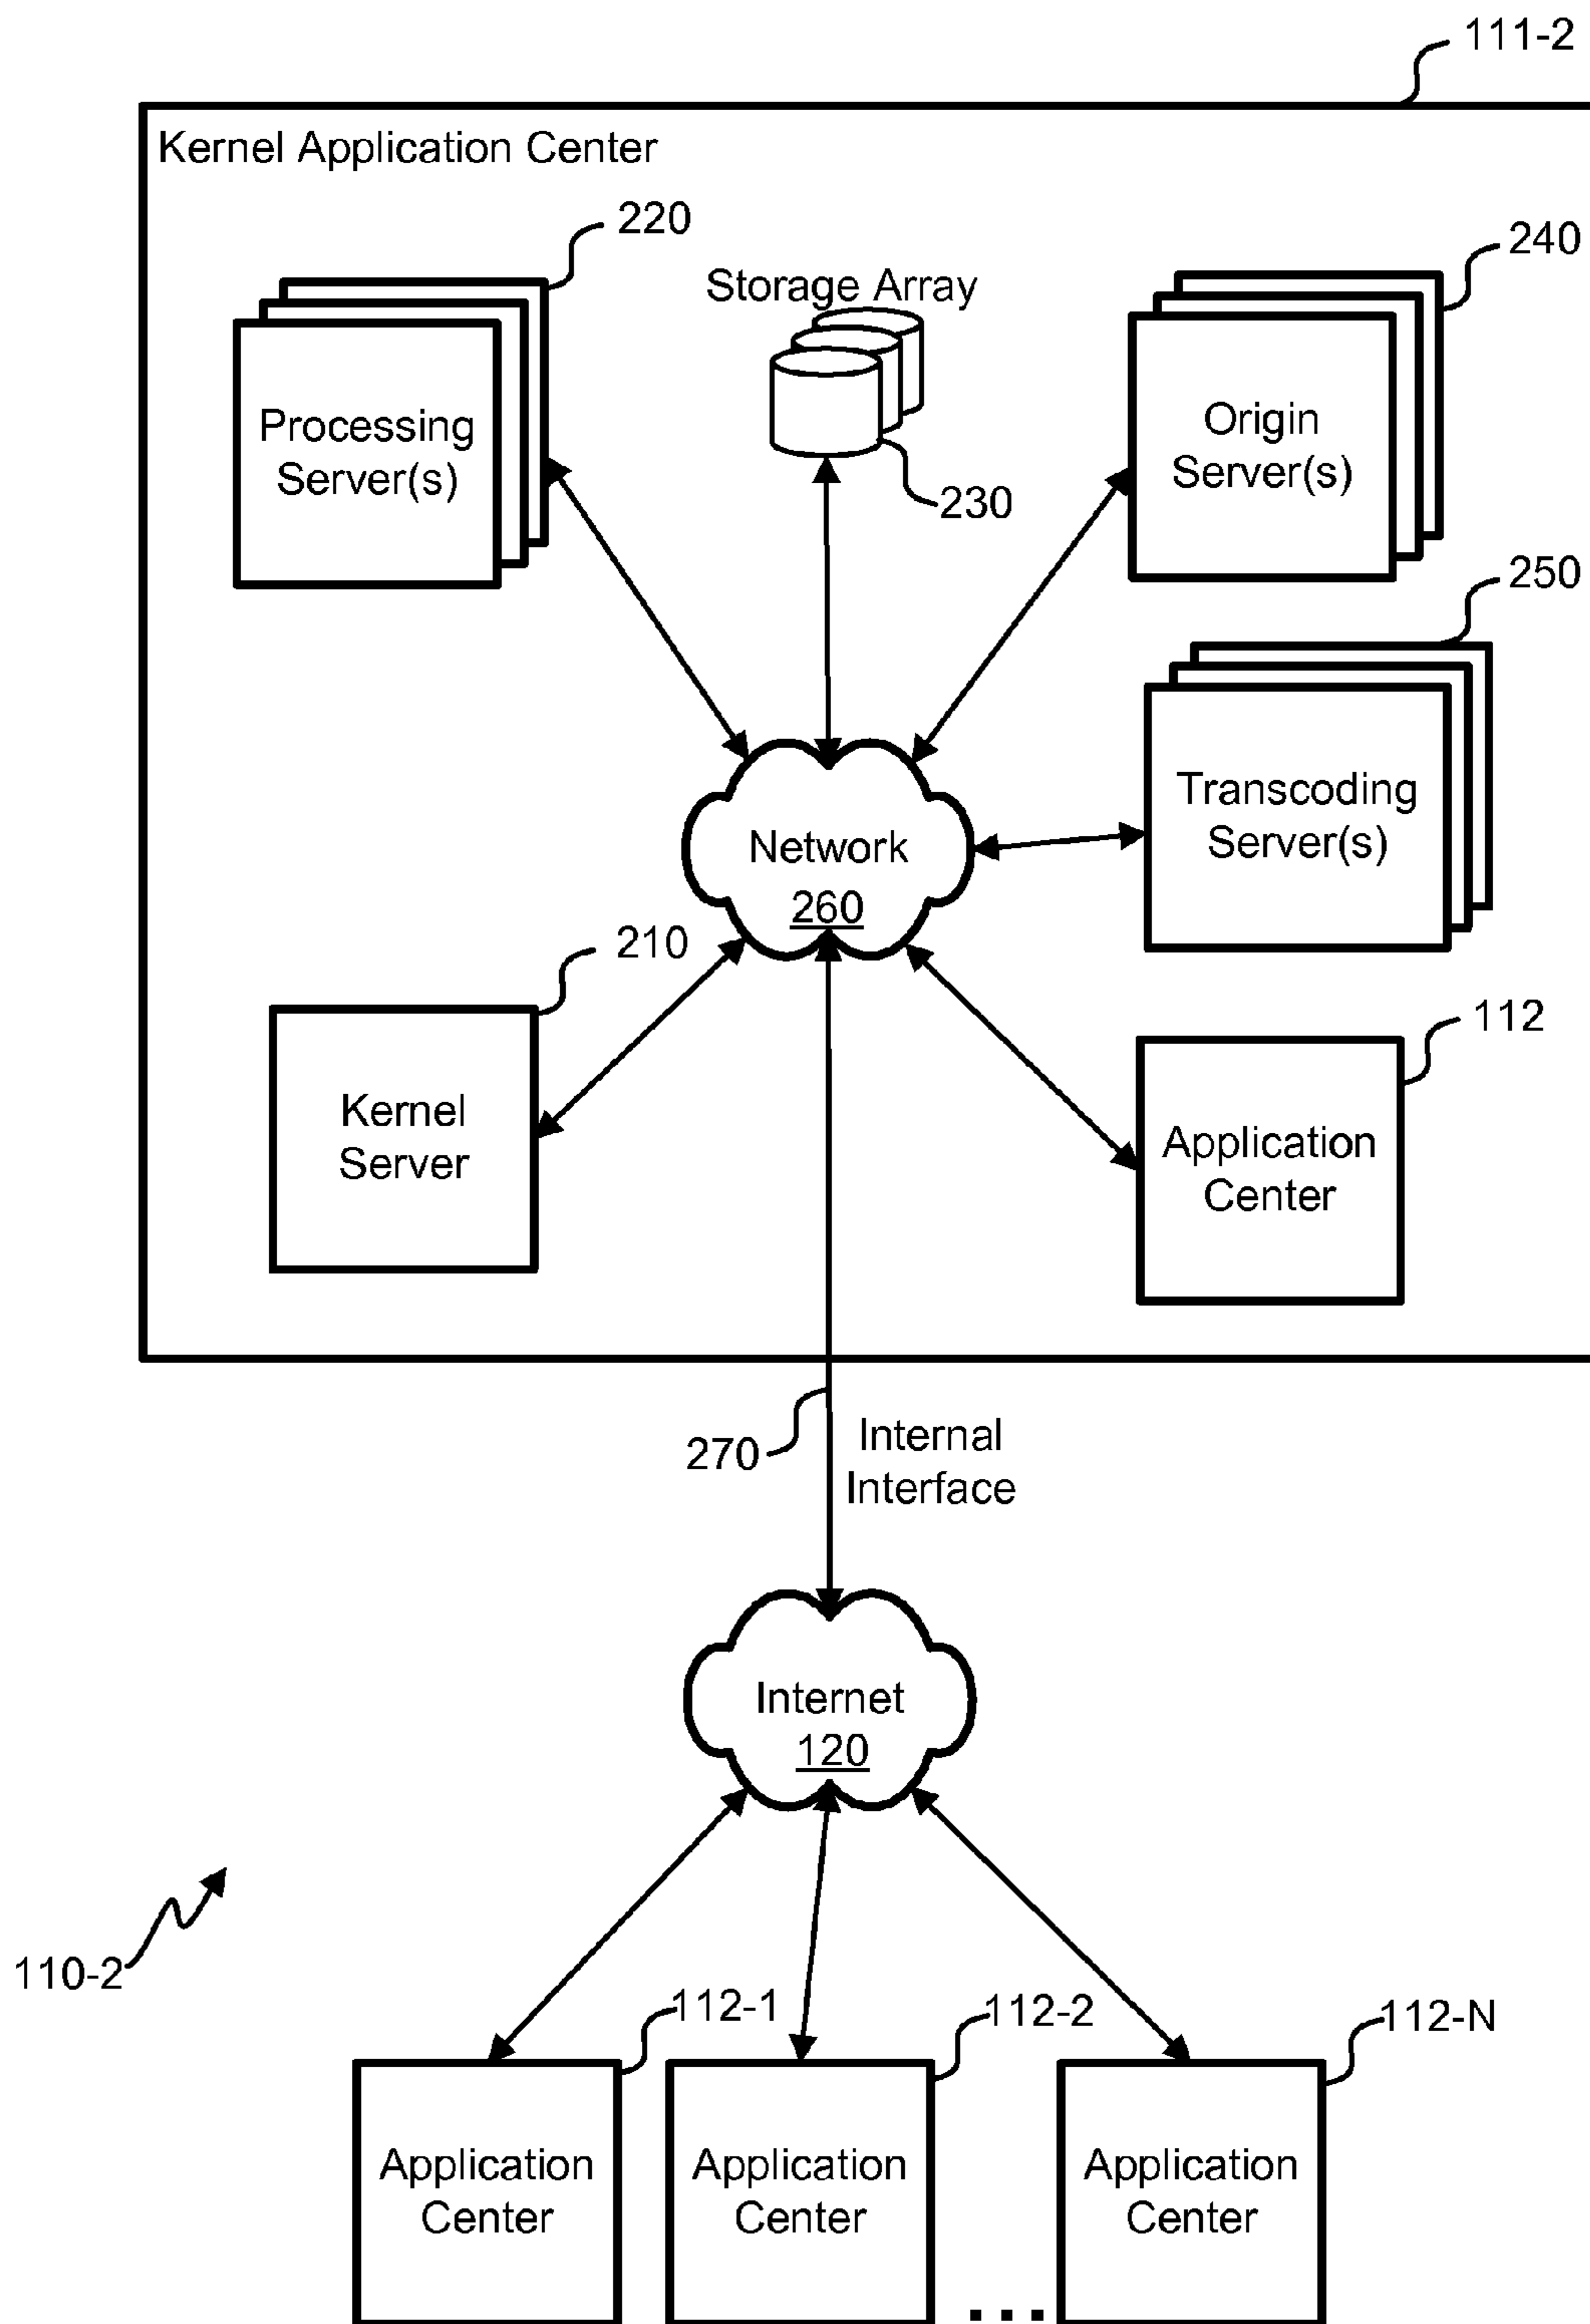 111-2
Kernel Application Center
220
240
Storage Array
Processing
Server(s)
Origin
Server(s)
230
250
Transcoding
Server(s)
Network
260
210
112
Kernel
Server
Application
Center
270
Internal
Interface
Internet
120
110-2
112-1
112-2
112-N
Application
Center
Application
Center
...
Application
Center